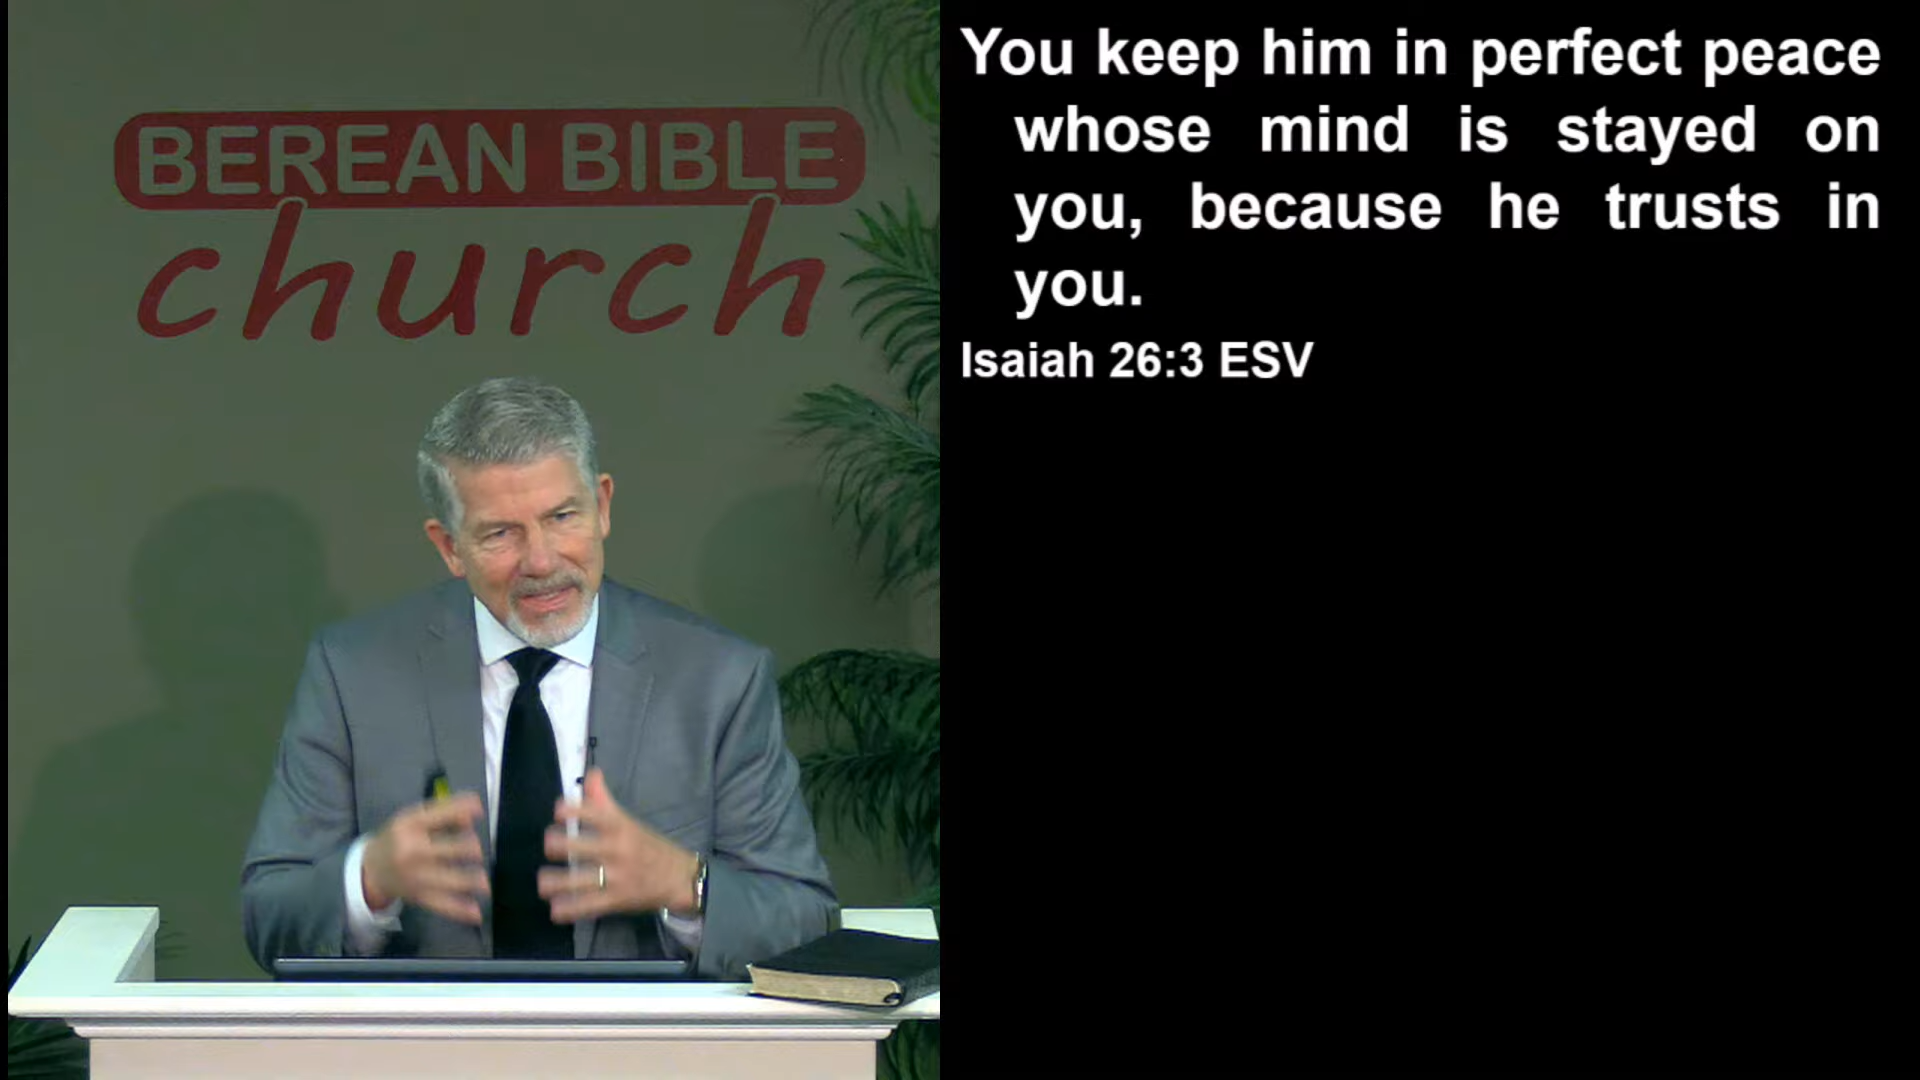 BEREAN BIBLE
church
You keep him in perfect peace
whose mind is stayed on
you, because he trusts in
you.
Isaiah 26:3 ESV